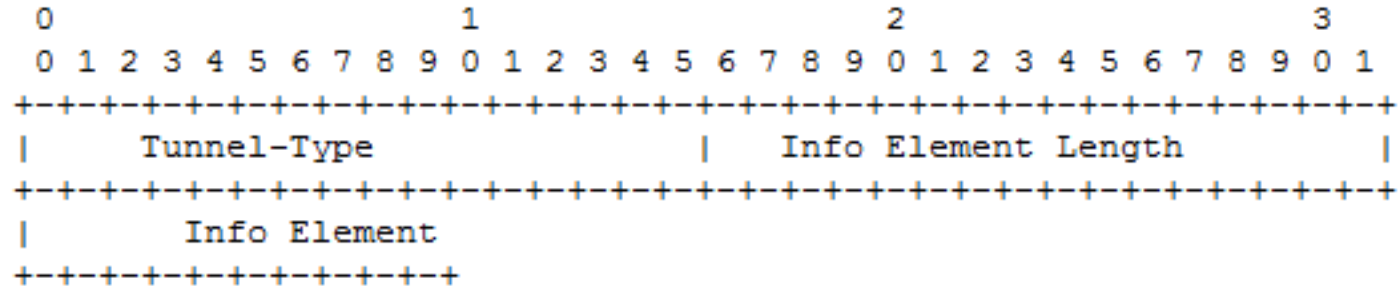 0                   1                   2                   3
 0 1 2 3 4 5 6 7 8 9 0 1 2 3 4 5 6 7 8 9 0 1 2 3 4 5 6 7 8 9 0 1
+-+-+-+-+-+-+-+-+-+-+-+-+-+-+-+-+-+-+-+-+-+-+-+-+-+-+-+-+-+-+-+-+
|     Tunnel-Type               |   Info Element Length         |
+-+-+-+-+-+-+-+-+-+-+-+-+-+-+-+-+-+-+-+-+-+-+-+-+-+-+-+-+-+-+-+-+
|       Info Element
+-+-+-+-+-+-+-+-+-+-+